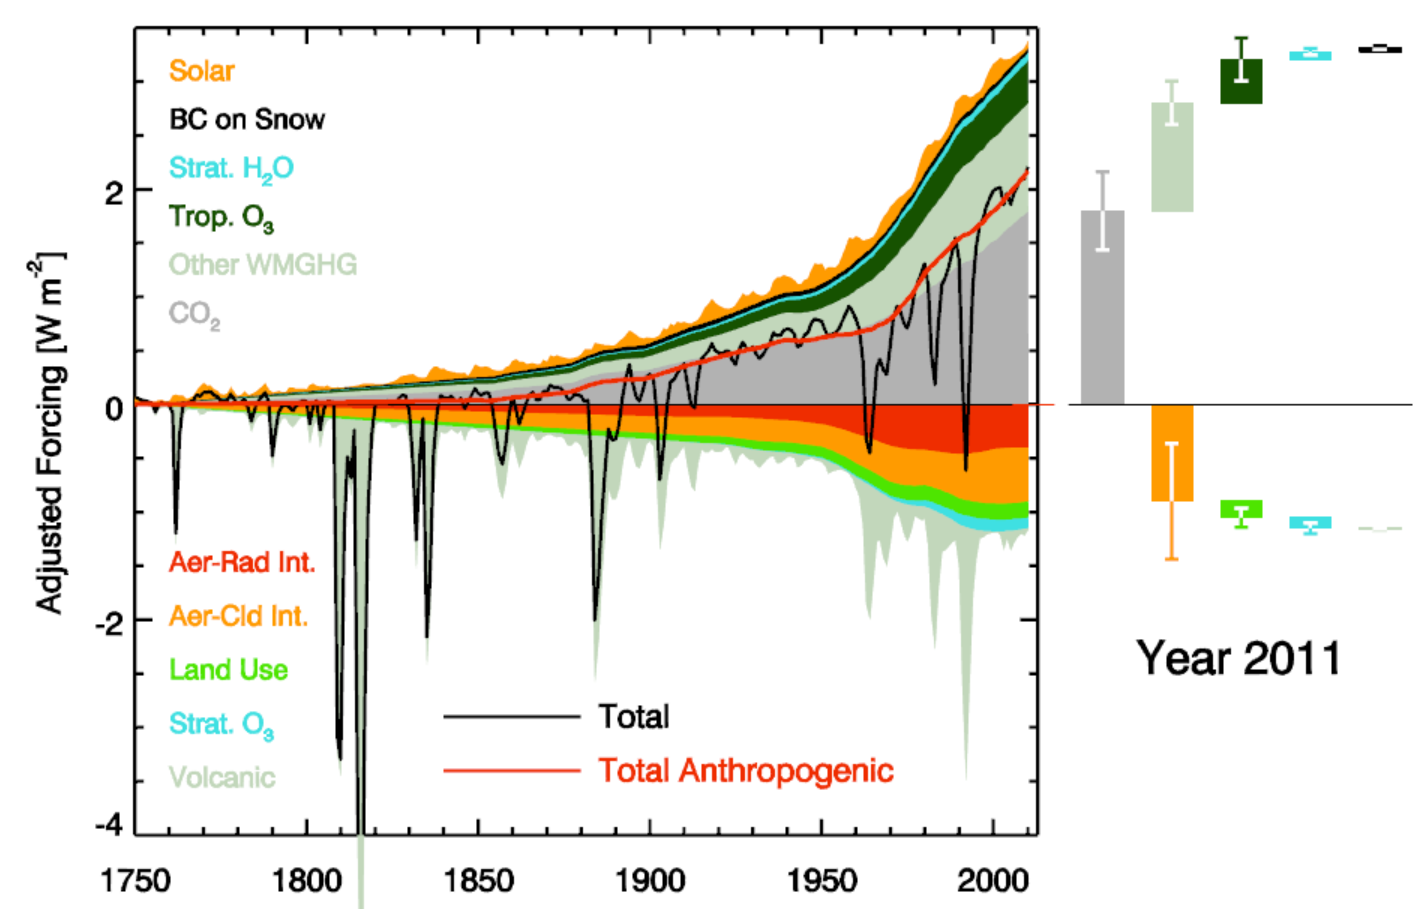 Adjusted Forcing [W m⁻²]
2
0
-2
-4
Solar
BC on Snow
Strat. H₂O
Trop. O₃
Other WMGHG
CO₂
Aer-Rad Int.
Aer-Cld Int.
Land Use
Strat. O₃
Volcanic
Total
Total Anthropogenic
1750 1800 1850 1900 1950 2000
Year 2011